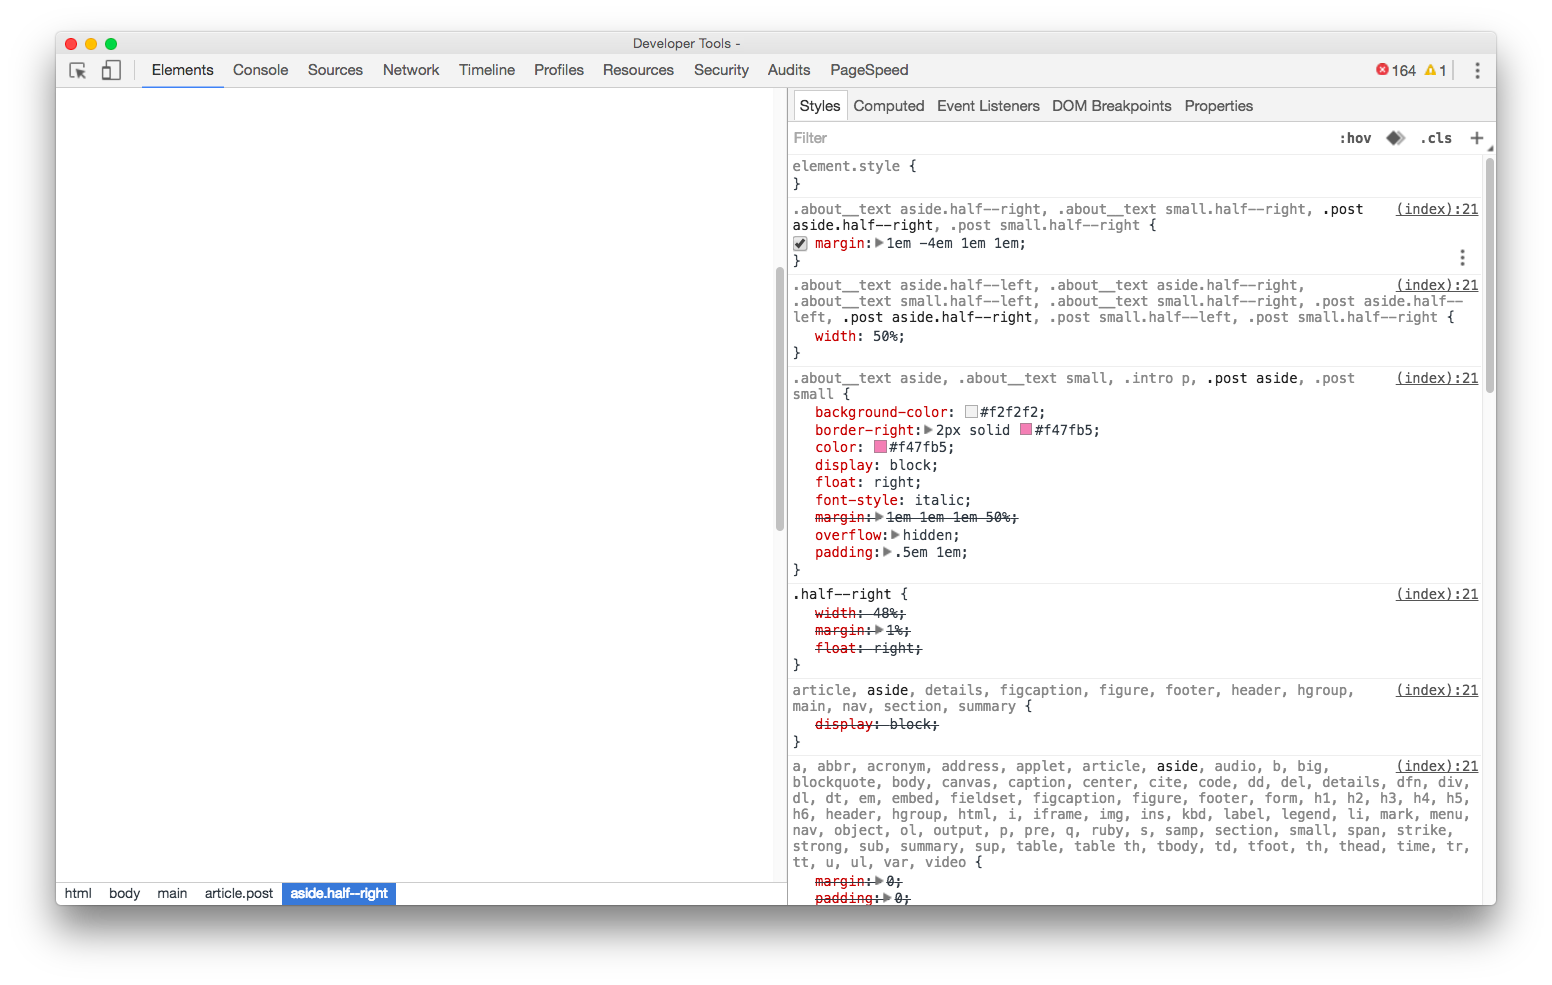 Developer Tools -
Elements Console Sources Network Timeline Profiles Resources Security Audits PageSpeed 164 1
Styles Computed Event Listeners DOM Breakpoints Properties
Filter :hov .cls +
element.style {
}
.about__text aside.half--right, .about__text small.half--right, .post (index):21
aside.half--right, .post small.half--right {
margin: 1em -4em 1em 1em;
}
.about__text aside.half--left, .about__text aside.half--right, (index):21
.about__text small.half--left, .about__text small.half--right, .post aside.half--
left, .post aside.half--right, .post small.half--left, .post small.half--right {
width: 50%;
}
.about__text aside, .about__text small, .intro p, .post aside, .post (index):21
small {
background-color: #f2f2f2;
border-right: 2px solid #f47fb5;
color: #f47fb5;
display: block;
float: right;
font-style: italic;
margin: 1em 1em 1em 50%;
overflow: hidden;
padding: .5em 1em;
}
.half--right { (index):21
width: 48%;
margin: 1%;
float: right;
}
article, aside, details, figcaption, figure, footer, header, hgroup, (index):21
main, nav, section, summary {
display: block;
}
a, abbr, acronym, address, applet, article, aside, audio, b, big, (index):21
blockquote, body, canvas, caption, center, cite, code, dd, del, details, dfn, div,
dl, dt, em, embed, fieldset, figcaption, figure, footer, form, h1, h2, h3, h4, h5,
h6, header, hgroup, html, i, iframe, img, ins, kbd, label, legend, li, mark, menu,
nav, object, ol, output, p, pre, q, ruby, s, samp, section, small, span, strike,
strong, sub, summary, sup, table, table th, tbody, td, tfoot, th, thead, time, tr,
tt, u, ul, var, video {
margin: 0;
padding: 0;
html body main article.post aside.half--right